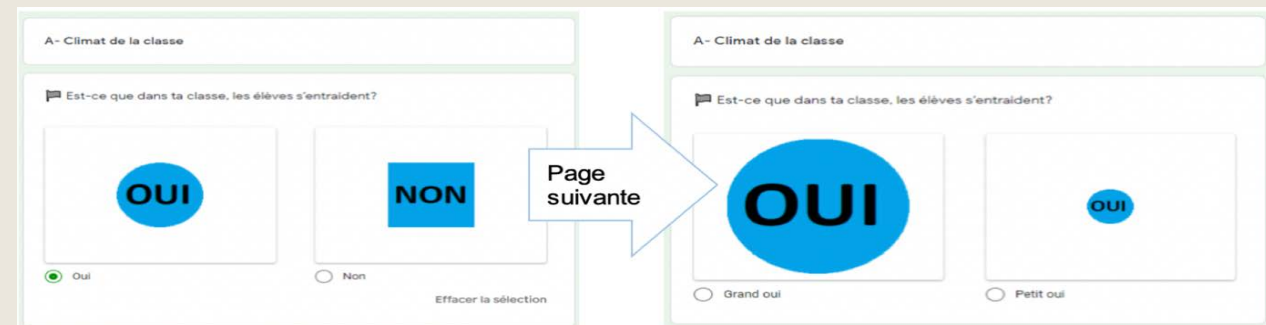 A- Climat de la classe
Est-ce que dans ta classe, les élèves s'entraident?
OUI
NON
Oui
Non
Effacer la sélection
Page
suivante
A- Climat de la classe
Est-ce que dans ta classe, les élèves s'entraident?
OUI
OUI
Grand oui
Petit oui